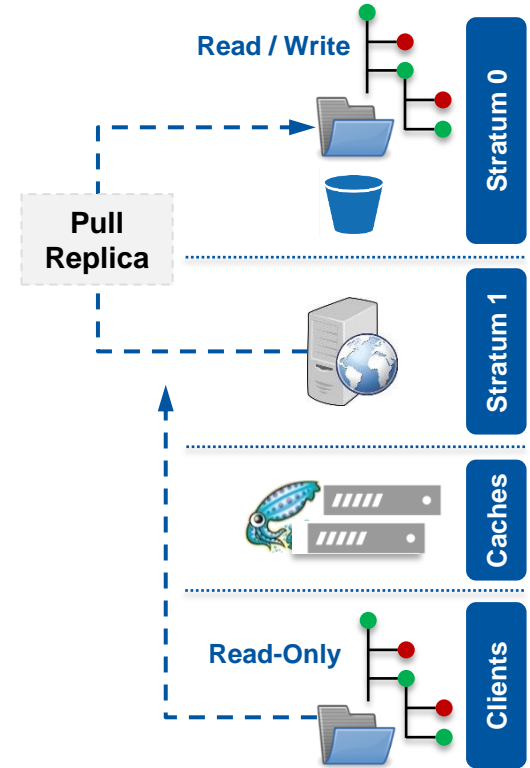 Read / Write
Stratum 0
Pull
Replica
Stratum 1
Caches
Read-Only
Clients